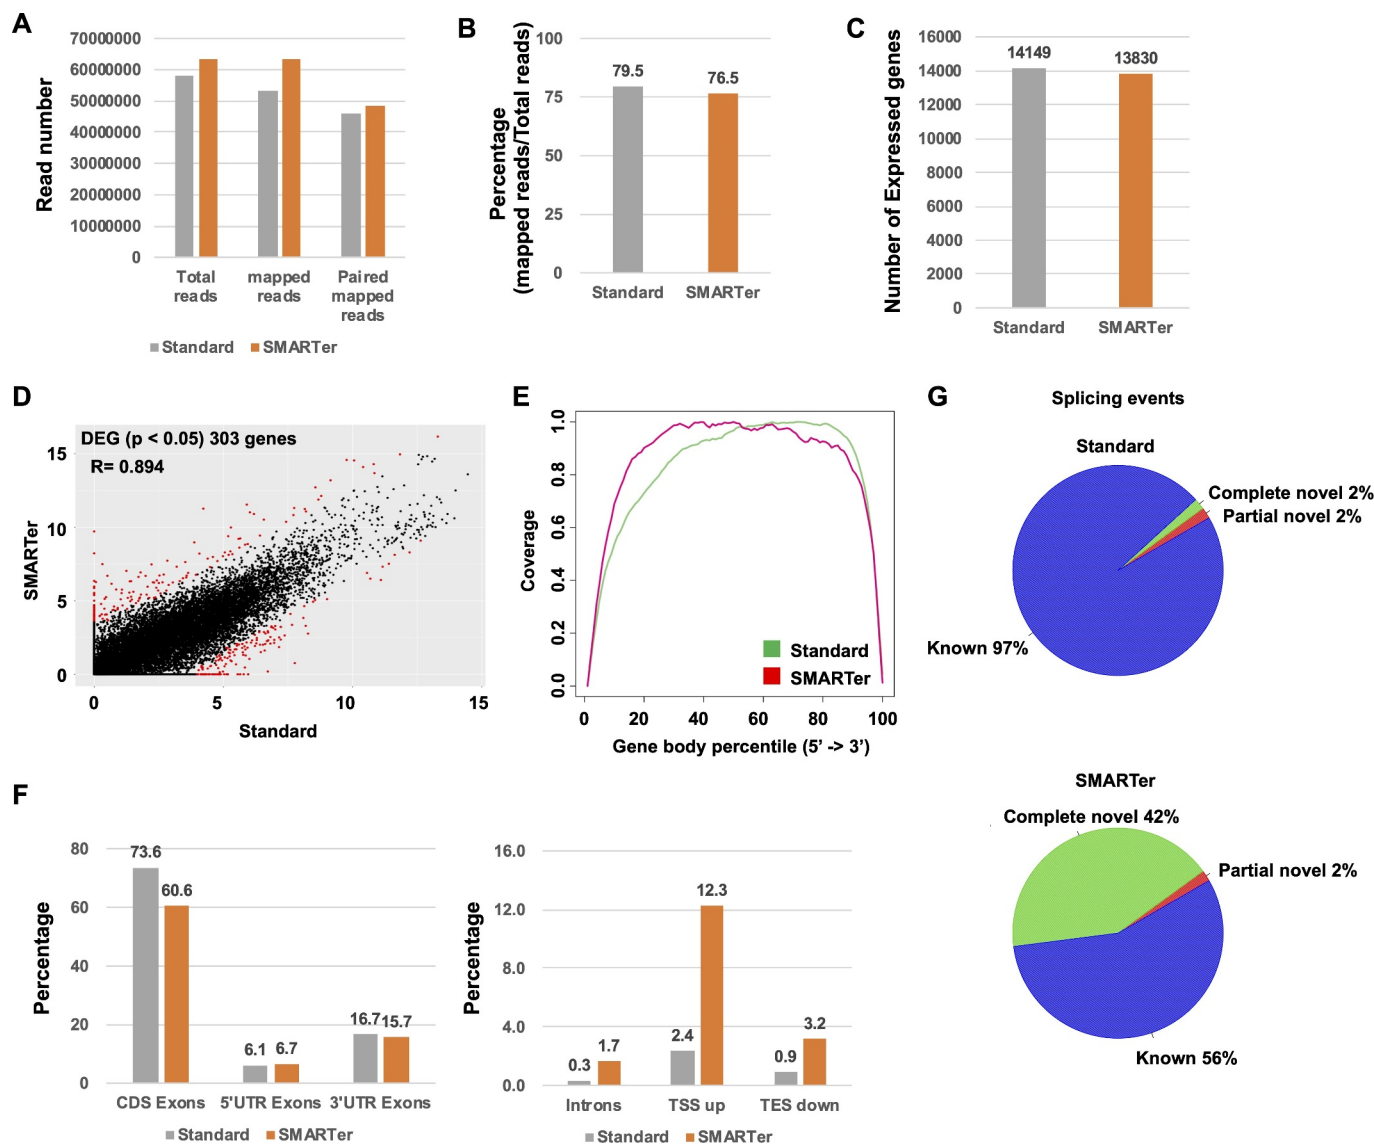 A
70000000
60000000
50000000
40000000
30000000
20000000
10000000
0
Read number
Total
reads
mapped
reads
Paired
mapped
reads
Standard
SMARTer
B
Percentage
(mapped reads/Total reads)
100
75
50
25
0
79.5
76.5
Standard
SMARTer
C
Number of Expressed genes
16000
14000
12000
10000
8000
6000
4000
2000
0
14149
13830
Standard
SMARTer
D
DEG (p < 0.05) 303 genes
R= 0.894
SMARTer
15
10
5
0
0
5
10
15
Standard
E
Coverage
1.0
0.8
0.6
0.4
0.2
0.0
Standard
SMARTer
0
20
40
60
80
100
Gene body percentile (5’ -> 3’)
G
Splicing events
Standard
Complete novel 2%
Partial novel 2%
Known 97%
SMARTer
Complete novel 42%
Partial novel 2%
Known 56%
F
Percentage
80
60
40
20
0
73.6
60.6
6.1
6.7
16.7
15.7
CDS Exons
5'UTR Exons
3'UTR Exons
Standard
SMARTer
Percentage
16.0
12.0
8.0
4.0
0.0
0.3
1.7
2.4
12.3
0.9
3.2
Introns
TSS up
TES down
Standard
SMARTer